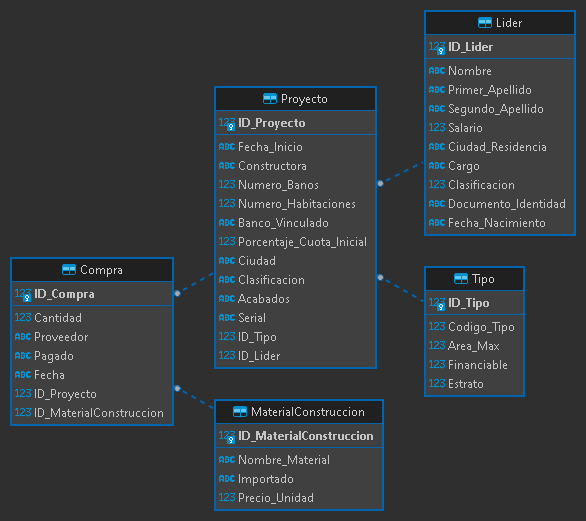 Lider
123 ID_Lider
ABC Nombre
ABC Primer_Apellido
ABC Segundo_Apellido
123 Salario
ABC Ciudad_Residencia
ABC Cargo
123 Clasificacion
ABC Documento_Identidad
ABC Fecha_Nacimiento
Proyecto
123 ID_Proyecto
ABC Fecha_Inicio
ABC Constructora
123 Numero_Banos
123 Numero_Habitaciones
ABC Banco_Vinculado
123 Porcentaje_Cuota_Inicial
ABC Ciudad
ABC Clasificacion
ABC Acabados
ABC Serial
123 ID_Tipo
123 ID_Lider
Compra
123 ID_Compra
123 Cantidad
ABC Proveedor
ABC Pagado
ABC Fecha
123 ID_Proyecto
123 ID_MaterialConstruccion
Tipo
123 ID_Tipo
123 Codigo_Tipo
123 Area_Max
123 Financiable
123 Estrato
MaterialConstruccion
123 ID_MaterialConstruccion
ABC Nombre_Material
ABC Importado
123 Precio_Unidad